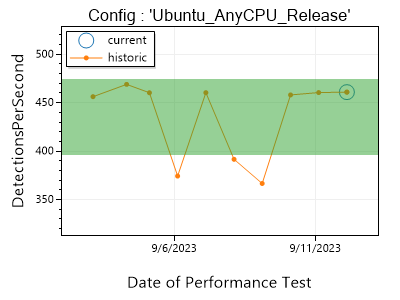 Config : 'Ubuntu_AnyCPU_Release'
current
historic
DetectionsPerSecond
500
450
400
350
9/6/2023
9/11/2023
Date of Performance Test